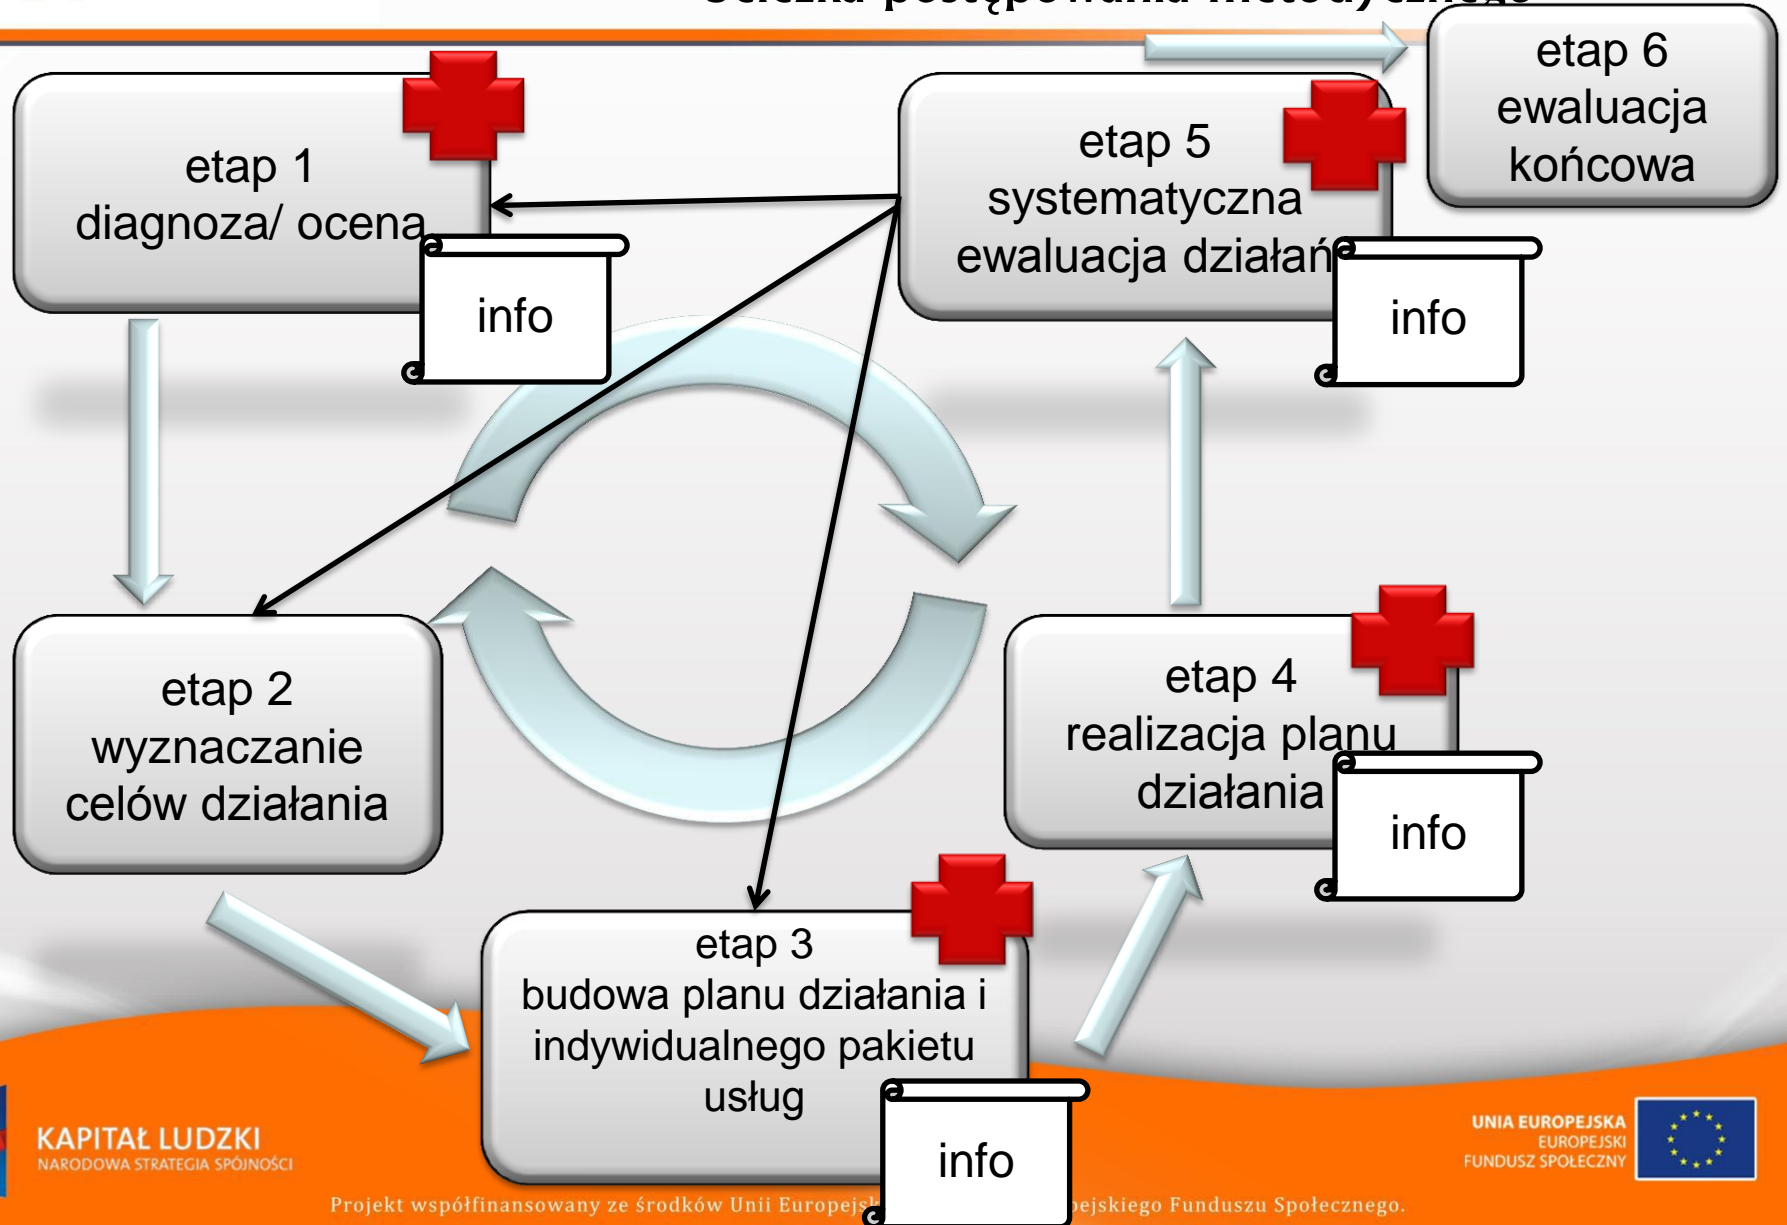 postępowania metodycznego
etap 1
diagnoza/ ocena
info
etap 5
systematyczna
ewaluacja działań
info
etap 6
ewaluacja
końcowa
etap 2
wyznaczanie
celów działania
etap 4
realizacja planu
działania
info
etap 3
budowa planu działania i
indywidualnego pakietu
usług
info
KAPITAŁ LUDZKI
NARODOWA STRATEGIA SPÓJNOŚCI
UNIA EUROPEJSKA
EUROPEJSKI
FUNDUSZ SPOŁECZNY
Projekt współfinansowany ze środków Unii Funduszu Społecznego.